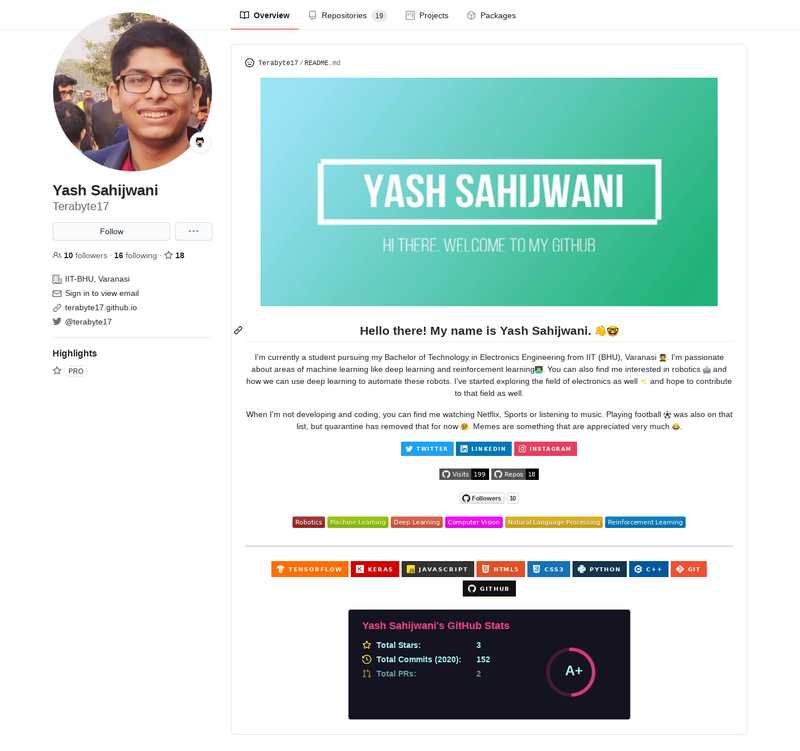 Overview
Repositories 19
Projects
Packages
Yash Sahijwani
Terabyte17
Follow
10 followers · 16 following · 18
IIT-BHU, Varanasi
Sign in to view email
terabyte17.github.io
@terabyte17
Highlights
PRO
Terabyte17/README.md
YASH SAHIJWANI
HI THERE. WELCOME TO MY GITHUB
Hello there! My name is Yash Sahijwani. 👋🤓
I'm currently a student pursuing my Bachelor of Technology in Electronics Engineering from IIT (BHU), Varanasi 👨‍🎓. I'm passionate
about areas of machine learning like deep learning and reinforcement learning👨‍💻. You can also find me interested in robotics 🤖 and
how we can use deep learning to automate these robots. I've started exploring the field of electronics as well and hope to contribute
to that field as well.
When I'm not developing and coding, you can find me watching Netflix, Sports or listening to music. Playing football ⚽ was also on that
list, but quarantine has removed that for now 😢. Memes are something that are appreciated very much 😂.
TWITTER LINKEDIN INSTAGRAM
Visits 199 Repos 18
Followers 10
Robotics Machine Learning Deep Learning Computer Vision Natural Language Processing Reinforcement Learning
TENSORFLOW KERAS JAVASCRIPT HTML5 CSS3 PYTHON C++ GIT
GITHUB
Yash Sahijwani's GitHub Stats
Total Stars: 3
Total Commits (2020): 152
Total PRs: 2
A+